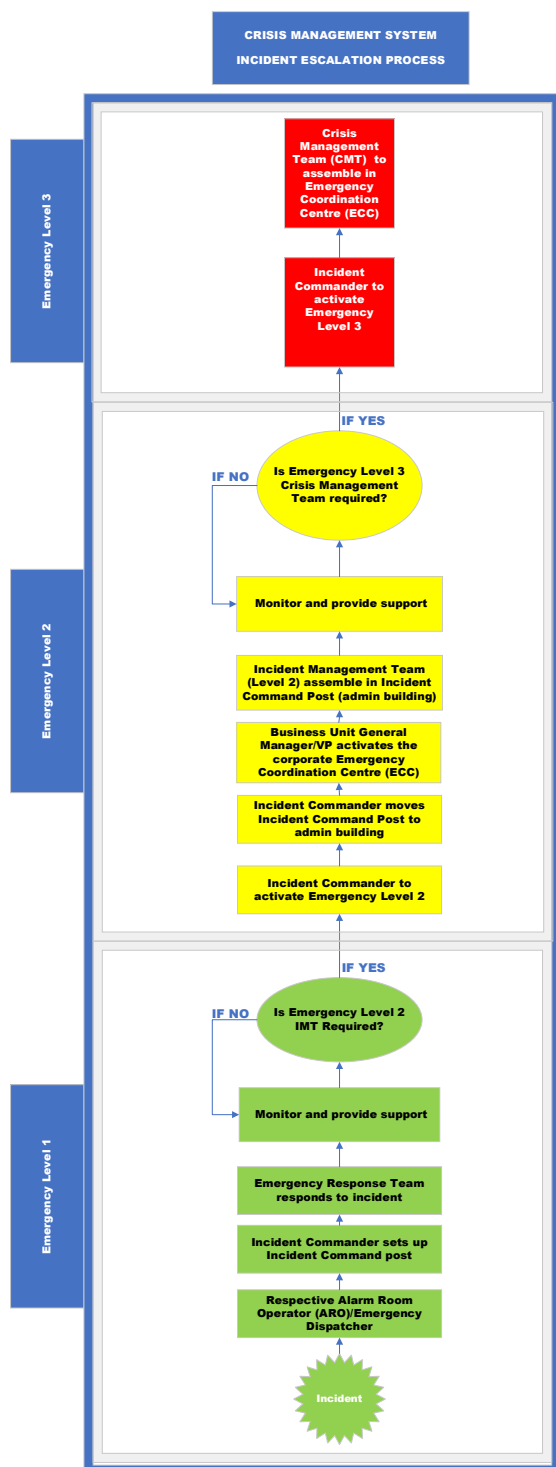 CRISIS MANAGEMENT SYSTEM
INCIDENT ESCALATION PROCESS
Emergency Level 3
Crisis
Management
Team (CMT) to
assemble in
Emergency
Coordination
Centre (ECC)
Incident
Commander to
activate
Emergency
Level 3
IF YES
Is Emergency Level 3
Crisis Management
Team required?
IF NO
Emergency Level 2
Monitor and provide support
Incident Management Team
(Level 2) assemble in Incident
Command Post (admin building)
Business Unit General
Manager/VP activates the
corporate Emergency
Coordination Centre (ECC)
Incident Commander moves
Incident Command Post to
admin building
Incident Commander to
activate Emergency Level 2
IF YES
Is Emergency Level 2
IMT Required?
IF NO
Emergency Level 1
Monitor and provide support
Emergency Response Team
responds to incident
Incident Commander sets up
Incident Command post
Respective Alarm Room
Operator (ARO)/Emergency
Dispatcher
Incident